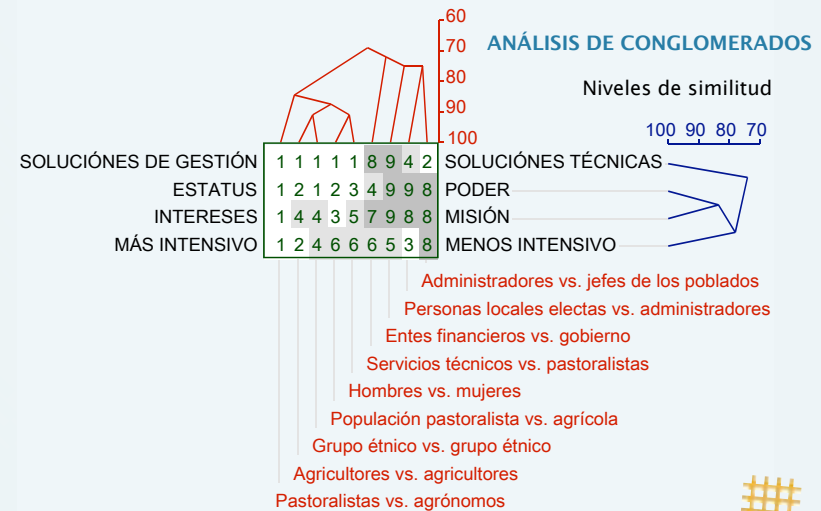 60
70
ANÁLISIS DE CONGLOMERADOS
80
Niveles de similitud
90
100
100 90 80 70
SOLUCIÓNES DE GESTIÓN 1 1 1 1 1 8 9 4 2 SOLUCIÓNES TÉCNICAS
ESTATUS 1 2 1 2 3 4 9 9 8 PODER
INTERESES 1 4 4 3 5 7 9 8 8 MISIÓN
MÁS INTENSIVO 1 2 4 6 6 6 5 3 8 MENOS INTENSIVO
Administradores vs. jefes de los poblados
Personas locales electas vs. administradores
Entes financieros vs. gobierno
Servicios técnicos vs. pastoralistas
Hombres vs. mujeres
Populación pastoralista vs. agrícola
Grupo étnico vs. grupo étnico
Agricultores vs. agricultores
Pastoralistas vs. agrónomos